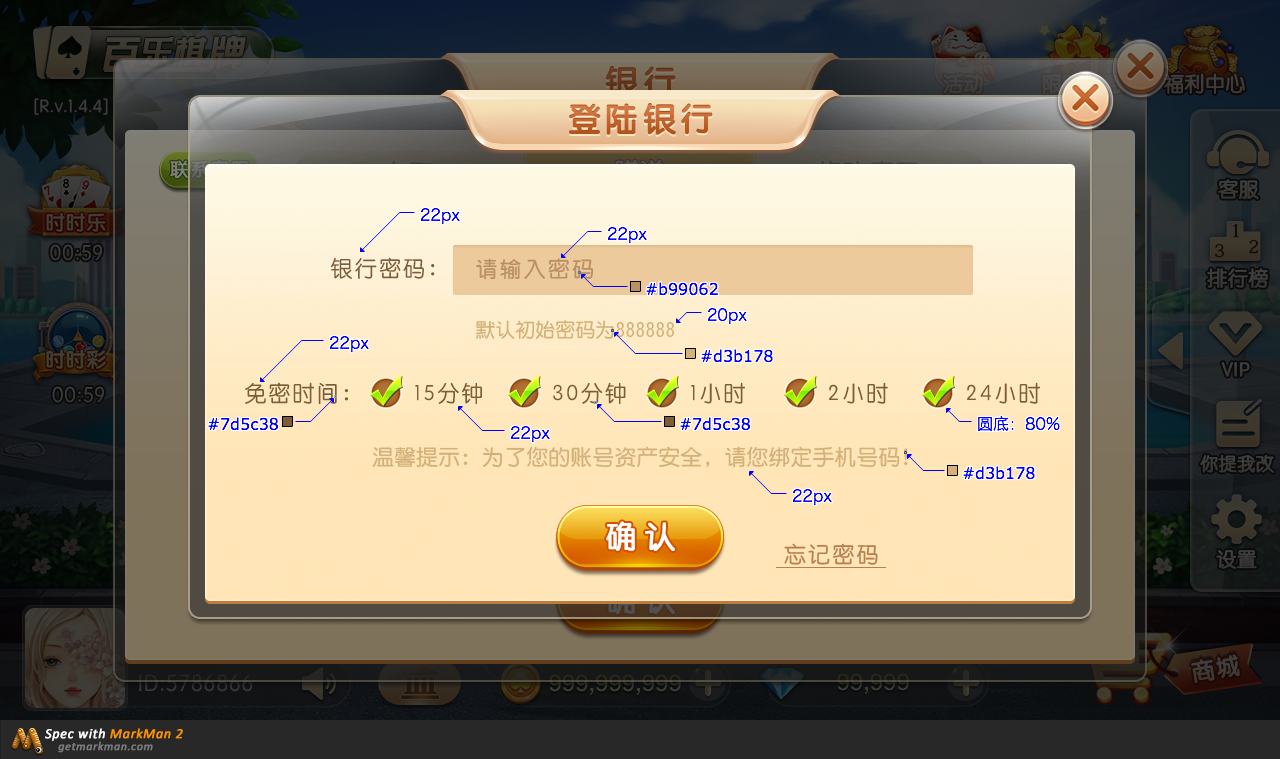 百乐棋牌
[R.v.1.4.4]
活动
福利中心
银行
登陆银行
时时乐
00:59
时时彩
00:59
22px
22px
银行密码：
请输入密码
#b99062
默认初始密码为888888
20px
#d3b178
22px
免密时间：
15分钟
30分钟
1小时
2小时
24小时
#7d5c38
22px
#7d5c38
圆底：80%
温馨提示：为了您的账号资产安全，请您绑定手机号码！
#d3b178
22px
确认
忘记密码
确认
客服
1
3
2
排行榜
VIP
你提我改
设置
ID:5786866
999,999,999
99,999
商城
Spec with MarkMan 2
getmarkman.com